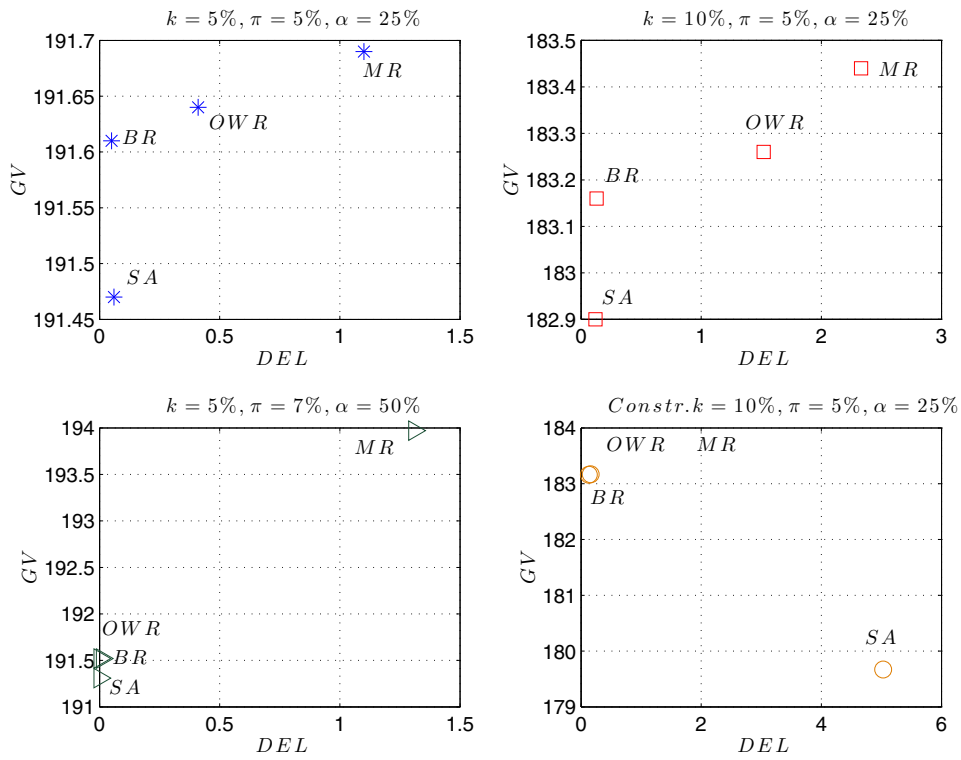 k = 5%, π = 5%, α = 25%
191.7
191.65
191.6
191.55
191.5
191.45
GV
MR
OWR
BR
SA
0
0.5
1
1.5
DEL
k = 10%, π = 5%, α = 25%
183.5
183.4
183.3
183.2
183.1
183
182.9
GV
MR
OWR
BR
SA
0
1
2
3
DEL
k = 5%, π = 7%, α = 50%
194
193.5
193
192.5
192
191.5
191
GV
MR
OWR
BR
SA
0
0.5
1
1.5
DEL
Constr.k = 10%, π = 5%, α = 25%
184
183
182
181
180
179
GV
OWR MR
BR
SA
0
2
4
6
DEL